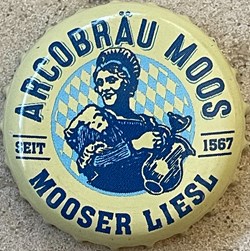 ARCOBRÄU MOOS
SEIT 1567
MOOSER LIESL